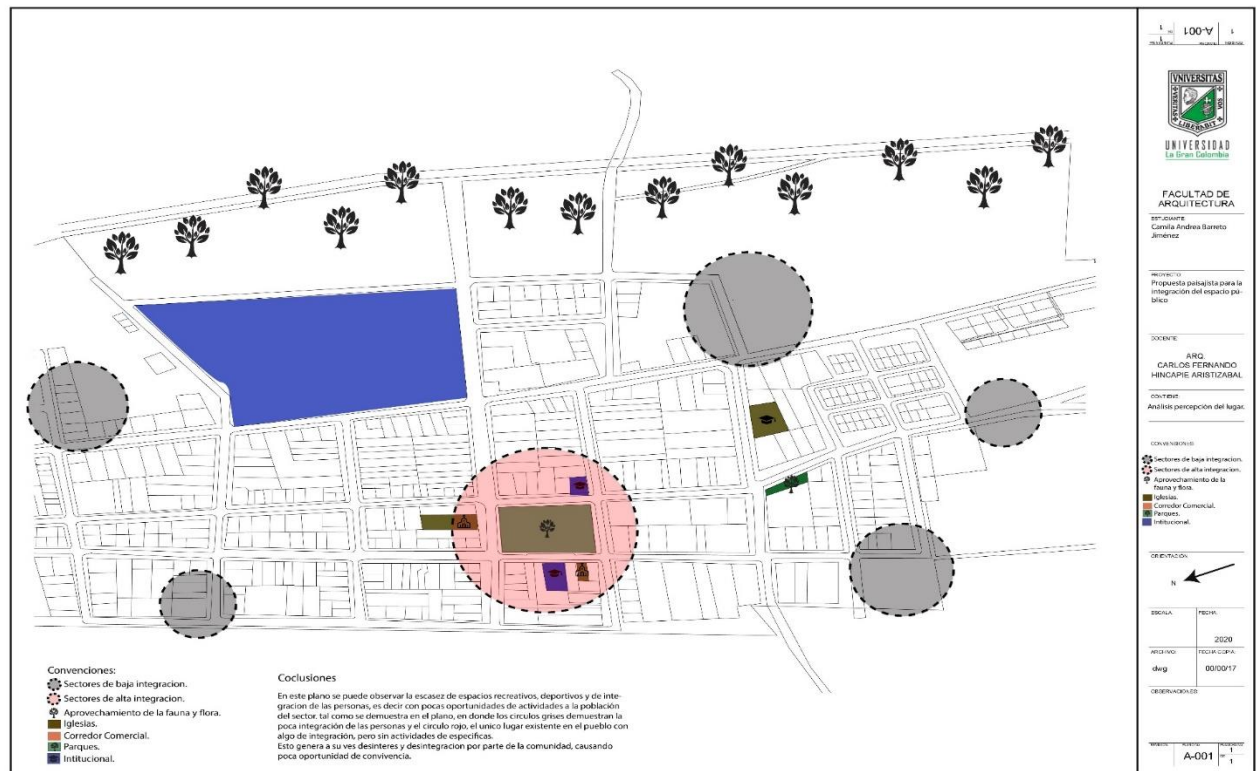 Convenciones:
Sectores de baja integracion.
Sectores de alta integracion.
Aprovechamiento de la fauna y flora.
Iglesias.
Corredor Comercial.
Parques.
Intitucional.
Coclusiones
En este plano se puede observar la escasez de espacios recreativos, deportivos y de inte-
gracion de las personas, es decir con pocas oportunidades de actividades a la población
del sector. tal como se demuestra en el plano, en donde los circulos grises demuestran la
poca integración de las personas y el circulo rojo, el unico lugar existente en el pueblo con
algo de integración, pero sin actividades de especificas.
Esto genera a su ves desinteres y desintegracion por parte de la comunidad, causando
poca oportunidad de convivencia.
1
A-001
1
1
VNIVERSITAS
VERITAS
VOS
LIBERABIT
UNIVERSIDAD
La Gran Colombia
FACULTAD DE
ARQUITECTURA
ESTUDIANTE
Camila Andrea Barreto
Jiménez
PROYECTO
Propuesta paisajista para la
integración del espacio pú-
blico
DOCENTE
ARQ.
CARLOS FERNANDO
HINCAPIE ARISTIZABAL
CONTIENE
Análisis percepción del lugar.
CONVENCIONES
Sectores de baja integracion.
Sectores de alta integracion.
Aprovechamiento de la
fauna y flora.
Iglesias.
Corredor Comercial.
Parques.
Intitucional.
ORIENTACION
N
ESCALA
FECHA
2020
ARCHIVO
FECHA COPIA
dwg
00/00/17
OBSERVACIONES
A-001
1
1